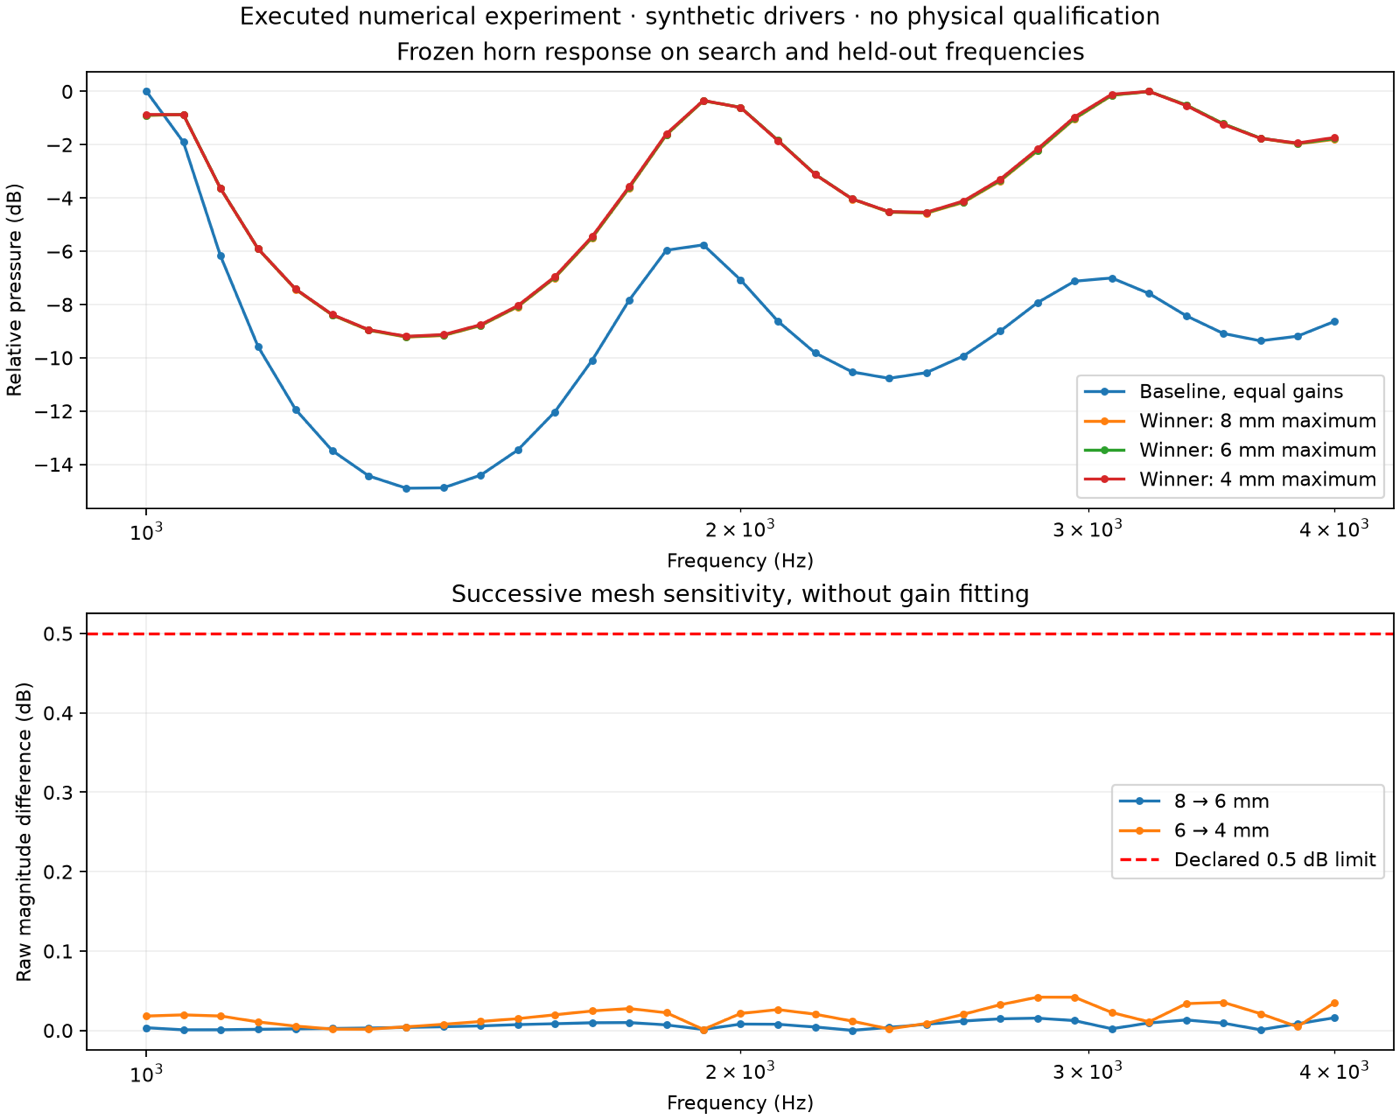 Executed numerical experiment · synthetic drivers · no physical qualification
Frozen horn response on search and held-out frequencies
Relative pressure (dB)
0
−2
−4
−6
−8
−10
−12
−14
Baseline, equal gains
Winner: 8 mm maximum
Winner: 6 mm maximum
Winner: 4 mm maximum
10³
2 × 10³
3 × 10³
4 × 10³
Frequency (Hz)
Successive mesh sensitivity, without gain fitting
Raw magnitude difference (dB)
0.5
0.4
0.3
0.2
0.1
0.0
8 → 6 mm
6 → 4 mm
Declared 0.5 dB limit
10³
2 × 10³
3 × 10³
4 × 10³
Frequency (Hz)